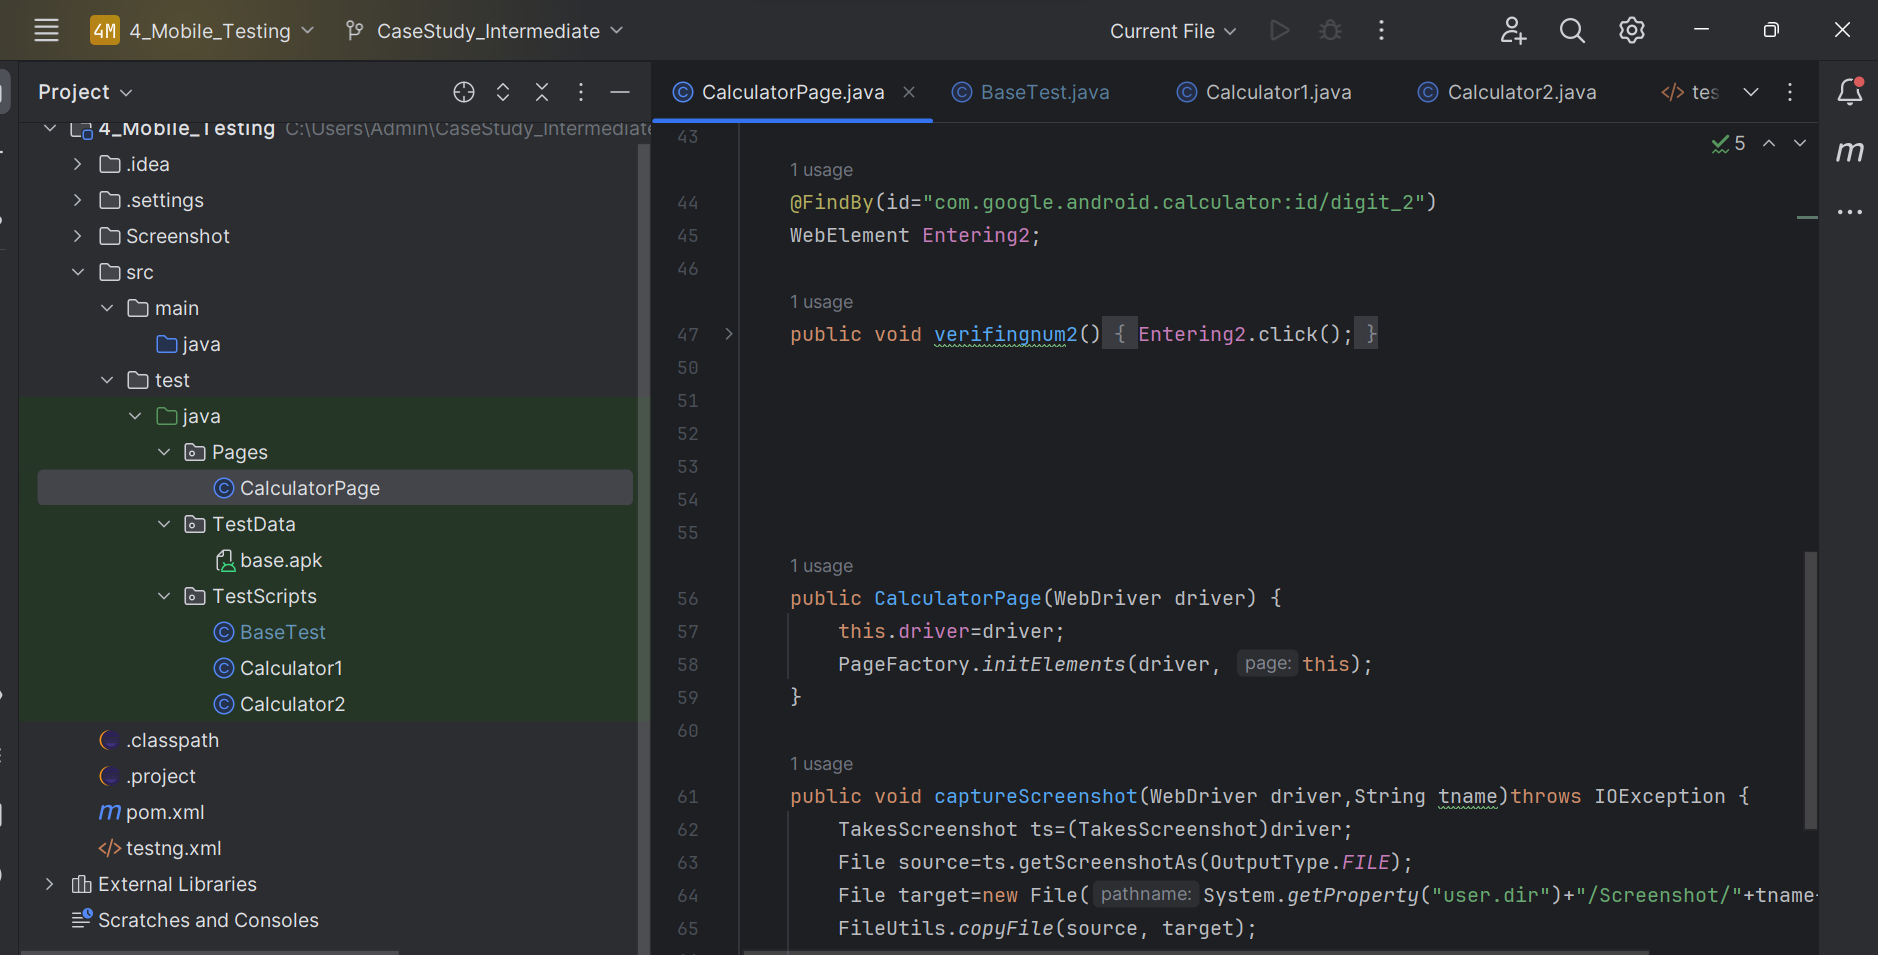 4M 4_Mobile_Testing CaseStudy_Intermediate Current File
Project
4_Mobile_Testing C:\Users\Admin\CaseStudy_Intermediate
.idea
.settings
Screenshot
src
main
java
test
java
Pages
CalculatorPage
TestData
base.apk
TestScripts
BaseTest
Calculator1
Calculator2
.classpath
.project
m pom.xml
</> testng.xml
External Libraries
Scratches and Consoles
CalculatorPage.java BaseTest.java Calculator1.java Calculator2.java </> tes
5
m
43
1 usage
44 @FindBy(id="com.google.android.calculator:id/digit_2")
45 WebElement Entering2;
46
1 usage
47 public void verifingnum2() { Entering2.click(); }
50
51
52
53
54
55
1 usage
56 public CalculatorPage(WebDriver driver) {
57 this.driver=driver;
58 PageFactory.initElements(driver, page: this);
59 }
60
1 usage
61 public void captureScreenshot(WebDriver driver,String tname)throws IOException {
62 TakesScreenshot ts=(TakesScreenshot)driver;
63 File source=ts.getScreenshotAs(OutputType.FILE);
64 File target=new File( pathname: System.getProperty("user.dir")+"/Screenshot/"+tname
65 FileUtils.copyFile(source, target);